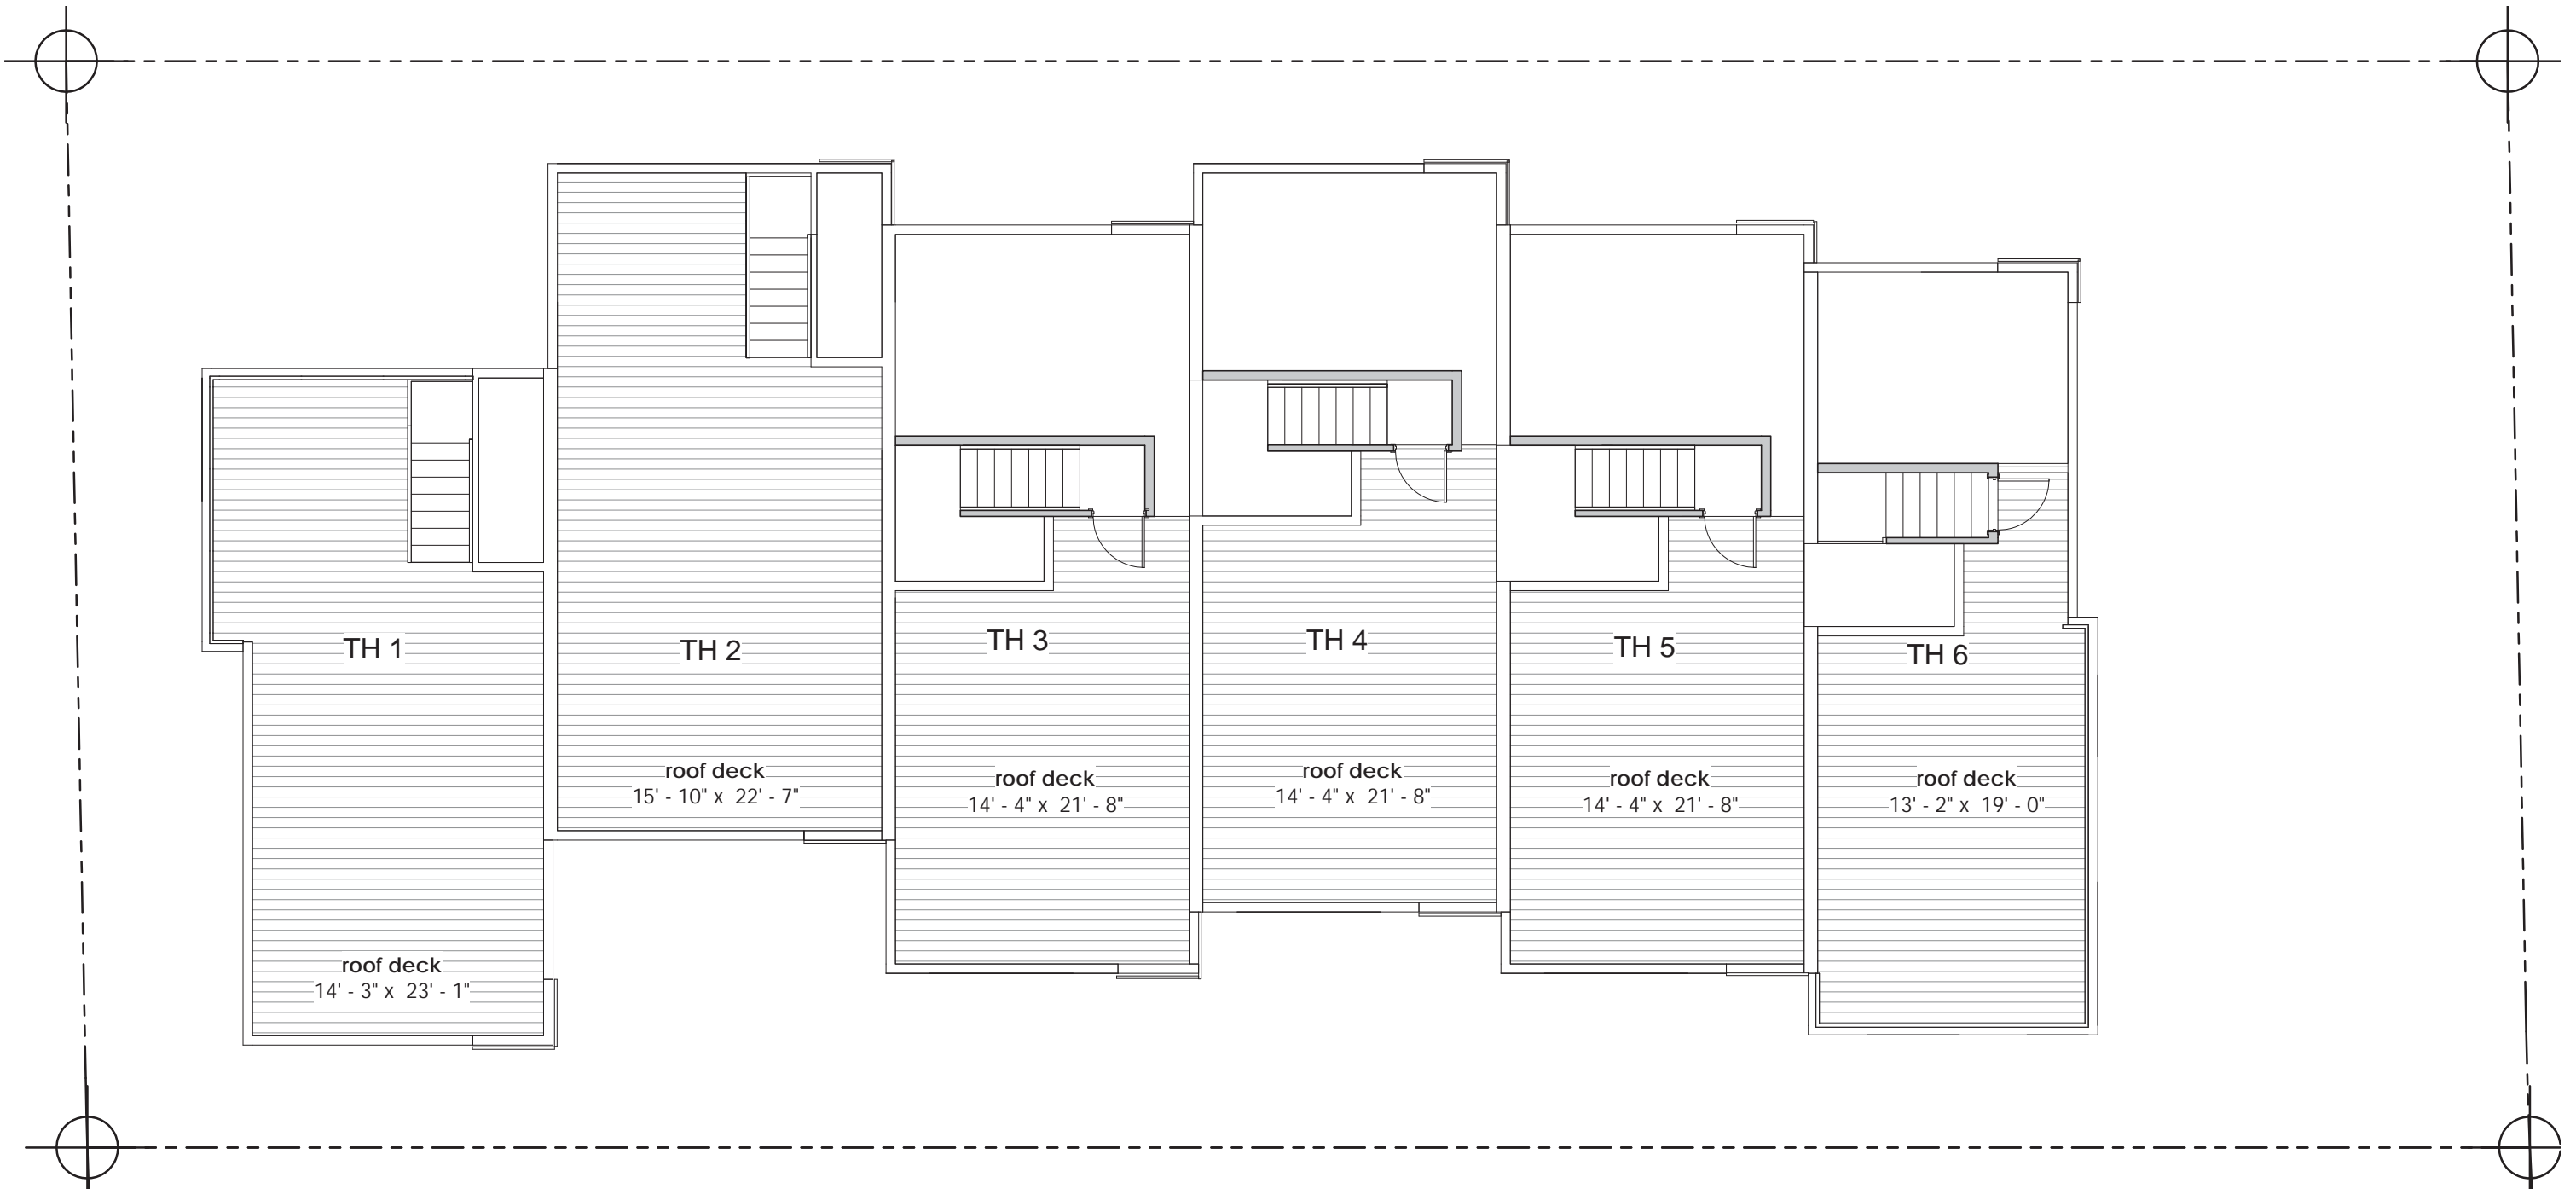 TH 1
TH 2
TH 3
TH 4
TH 5
TH 6
roof deck
14' - 3" x 23' - 1"
roof deck
15' - 10" x 22' - 7"
roof deck
14' - 4" x 21' - 8"
roof deck
14' - 4" x 21' - 8"
roof deck
14' - 4" x 21' - 8"
roof deck
13' - 2" x 19' - 0"